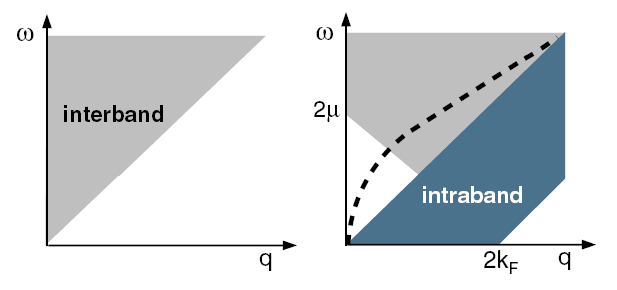 ω
interband
q
ω
2μ
intraband
2k_F
q